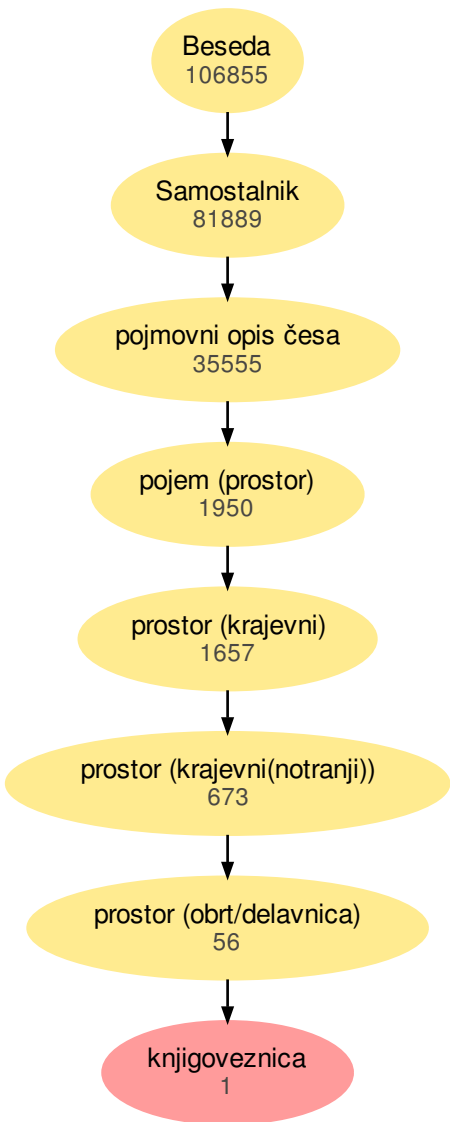 Beseda
106855
Samostalnik
81889
pojmovni opis česa
35555
pojem (prostor)
1950
prostor (krajevni)
1657
prostor (krajevni(notranji))
673
prostor (obrt/delavnica)
56
knjigoveznica
1